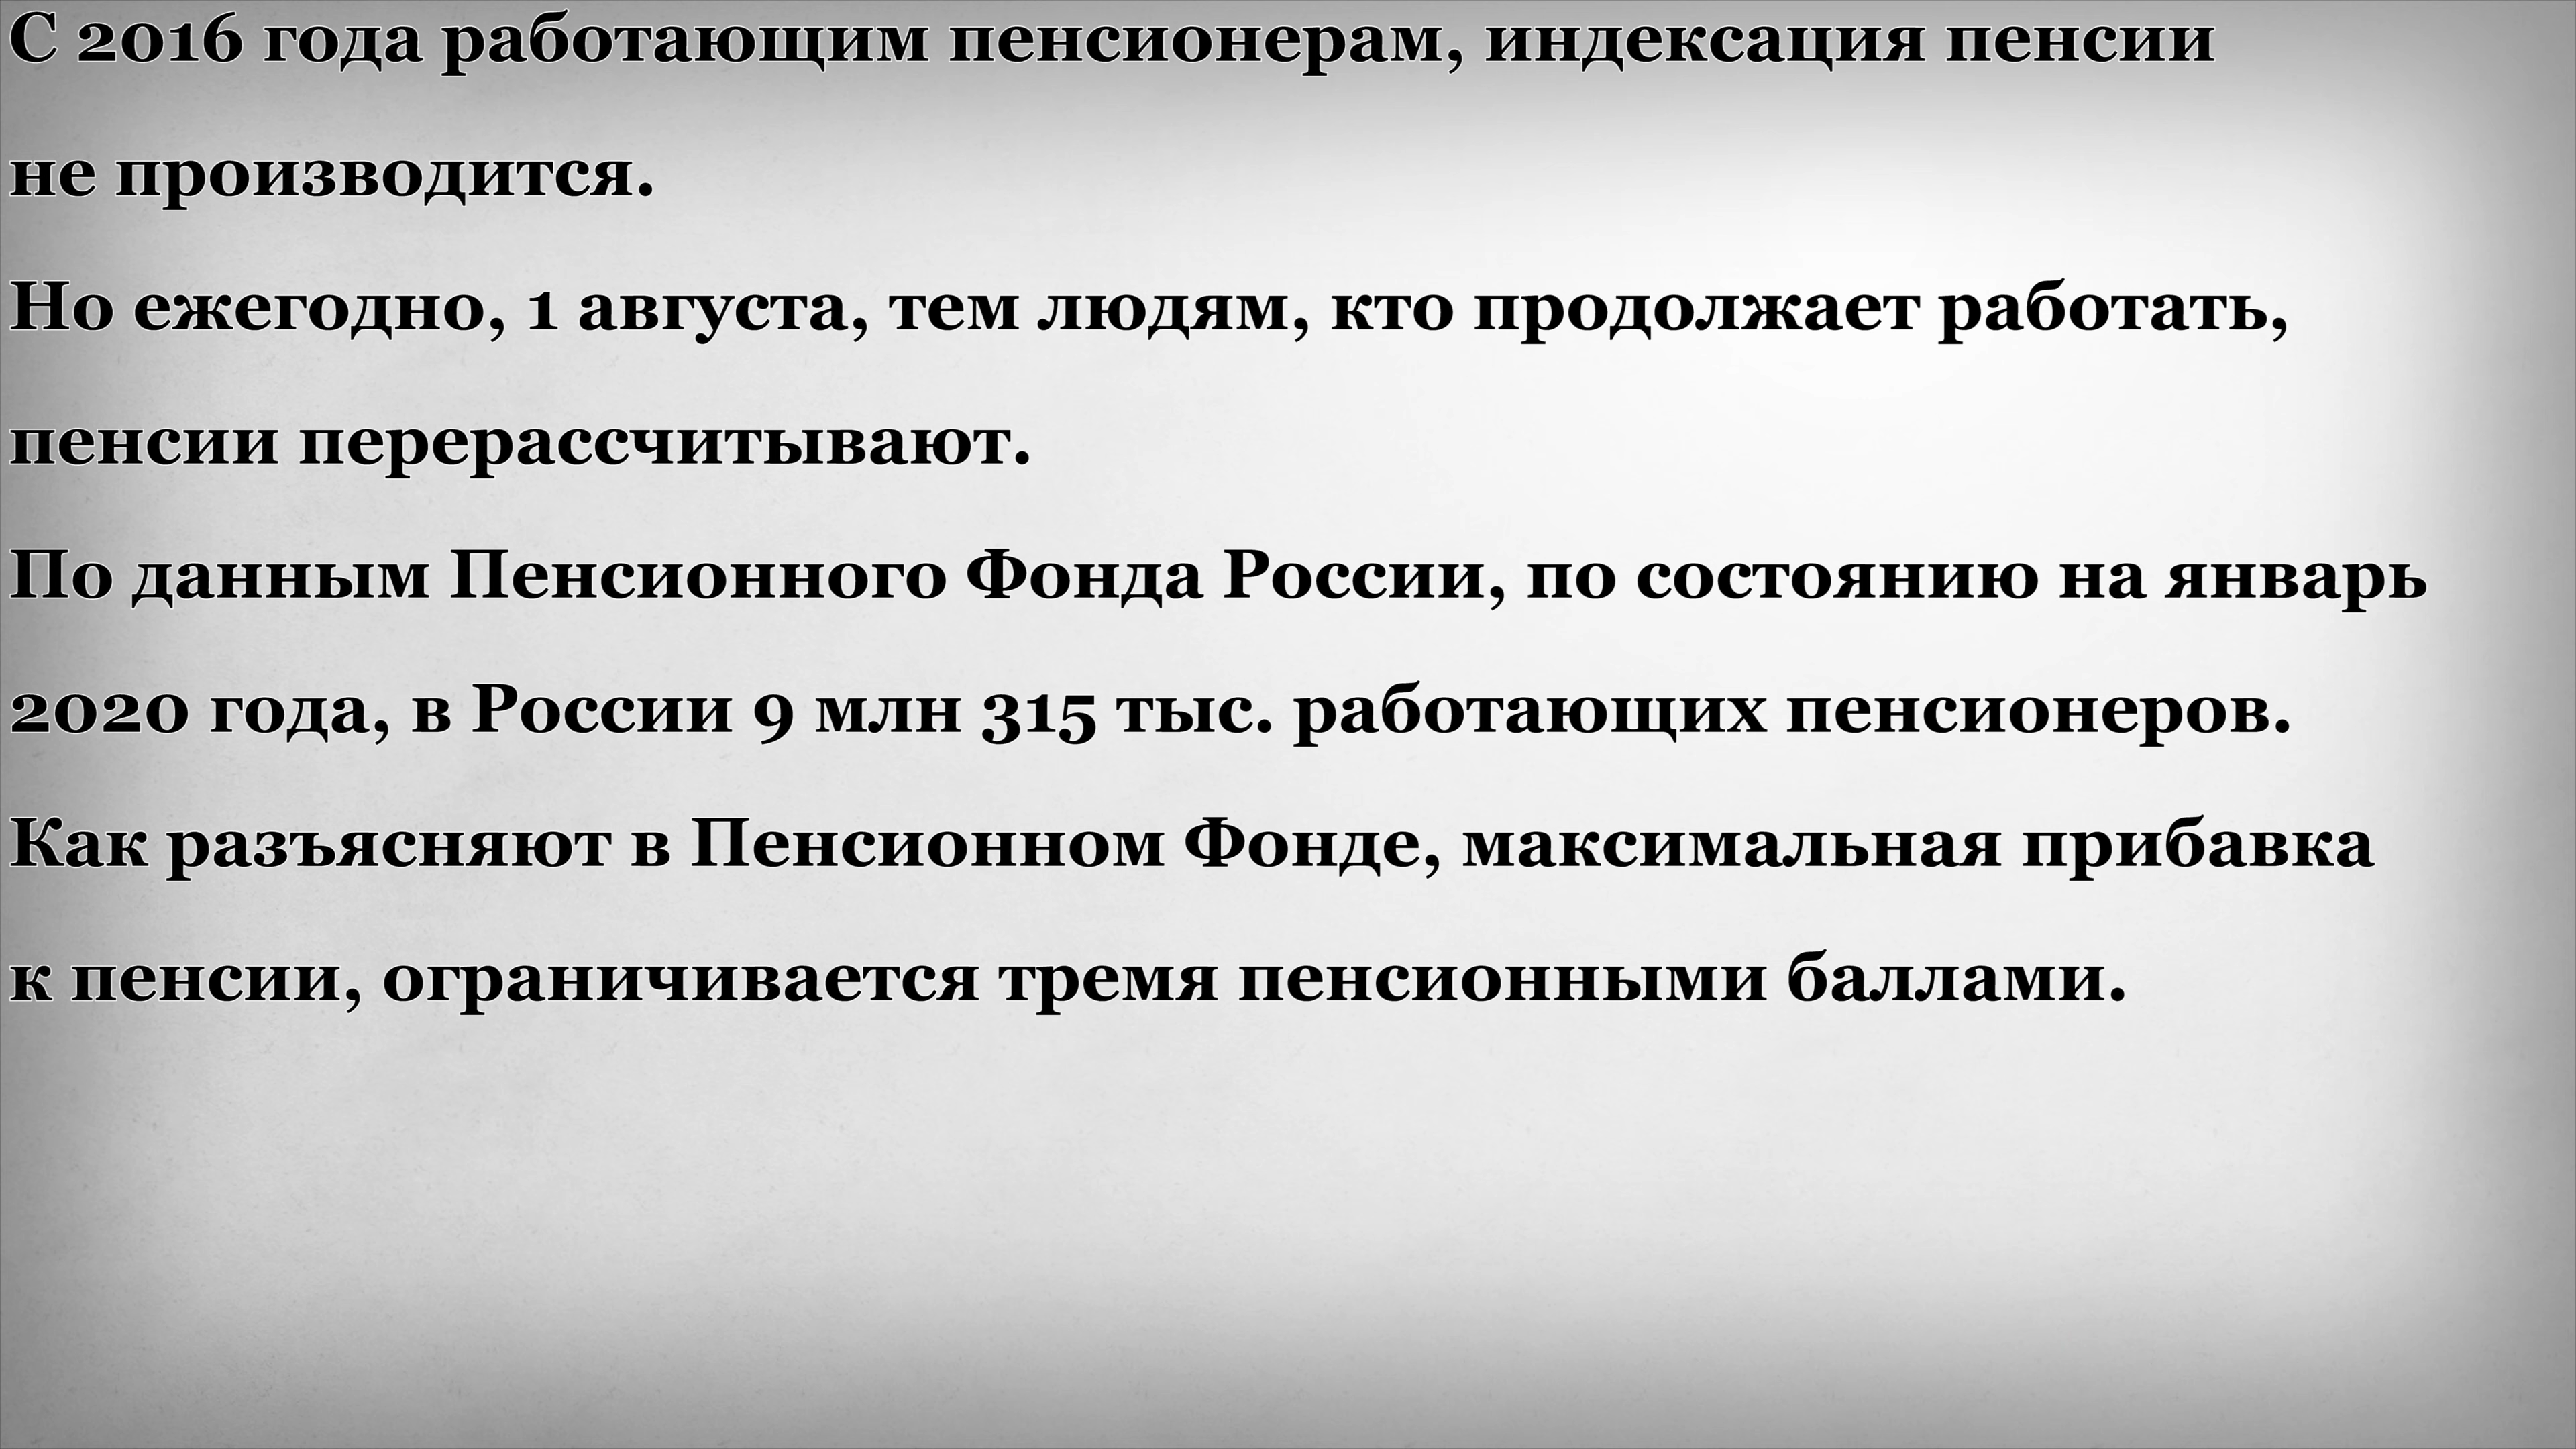 С 2016 года работающим пенсионерам, индексация пенсии
не производится.
Но ежегодно, 1 августа, тем людям, кто продолжает работать,
пенсии перерассчитывают.
По данным Пенсионного Фонда России, по состоянию на январь
2020 года, в России 9 млн 315 тыс. работающих пенсионеров.
Как разъясняют в Пенсионном Фонде, максимальная прибавка
к пенсии, ограничивается тремя пенсионными баллами.